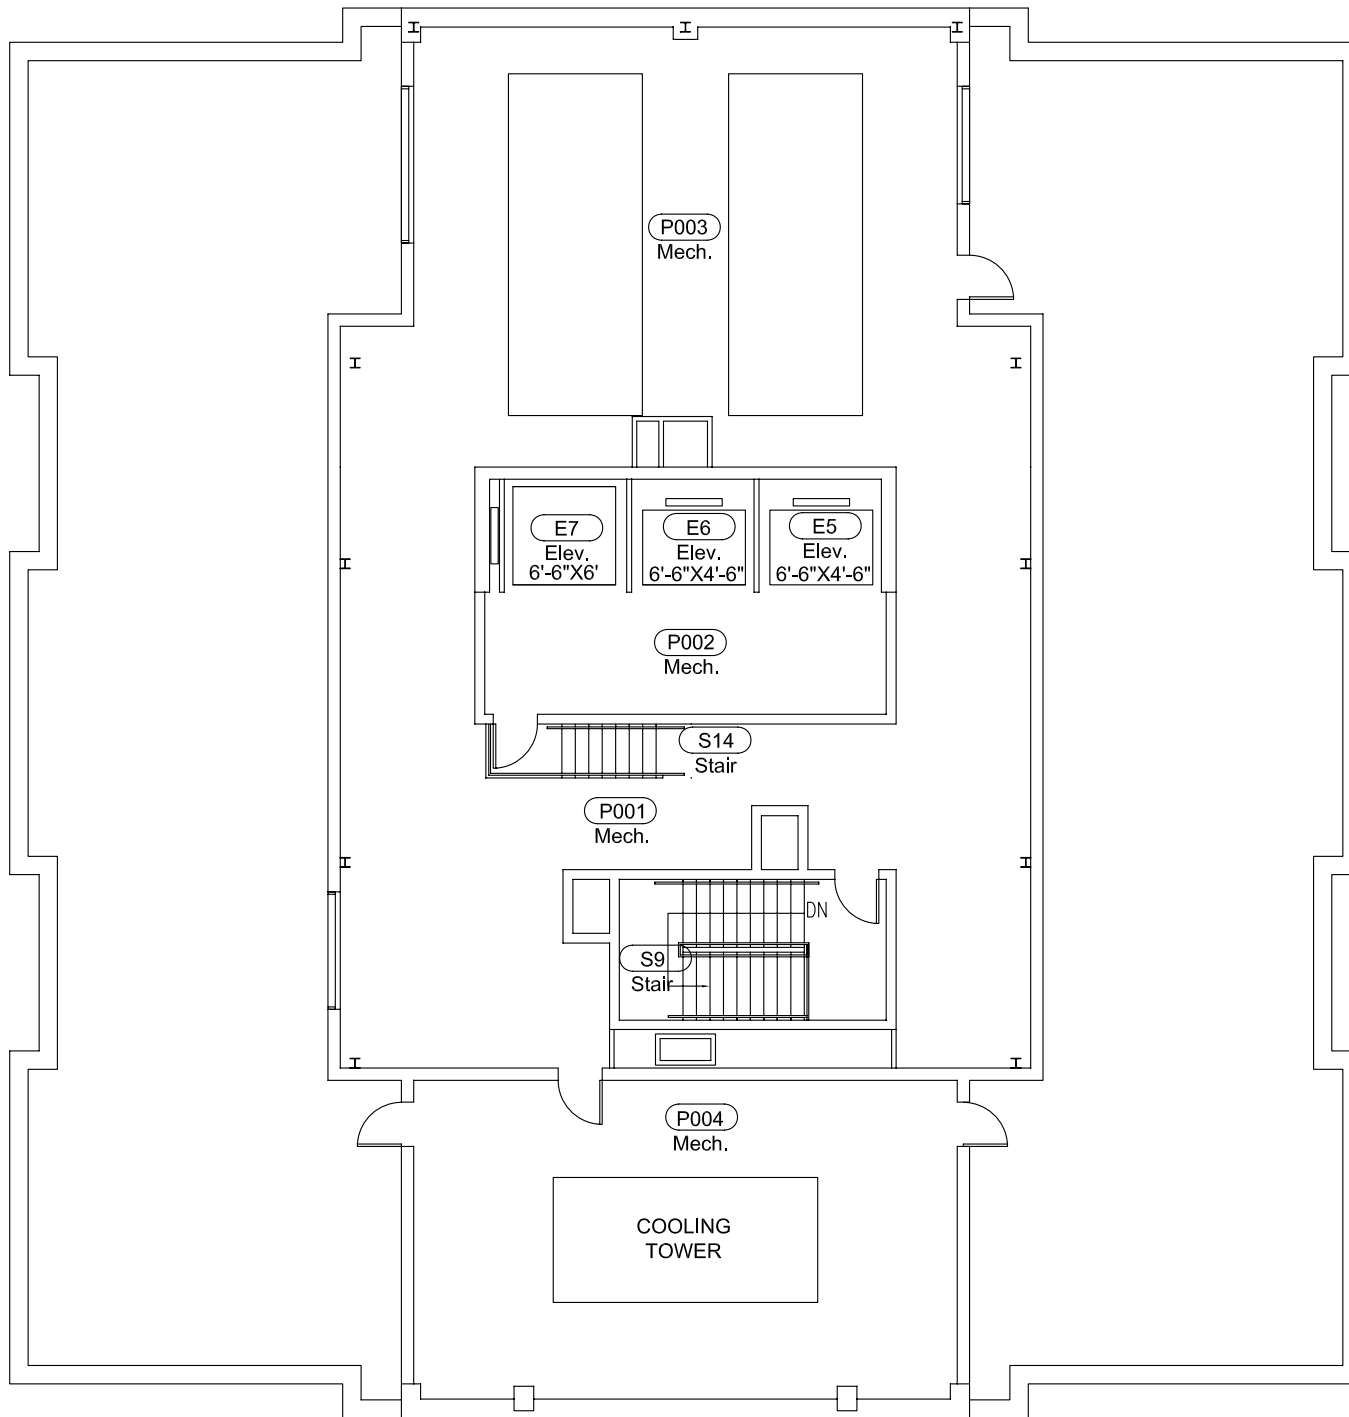 P003
Mech.
E7
Elev.
6'-6"X6'
E6
Elev.
6'-6"X4'-6"
E5
Elev.
6'-6"X4'-6"
P002
Mech.
S14
Stair
P001
Mech.
DN
S9
Stair
P004
Mech.
COOLING
TOWER